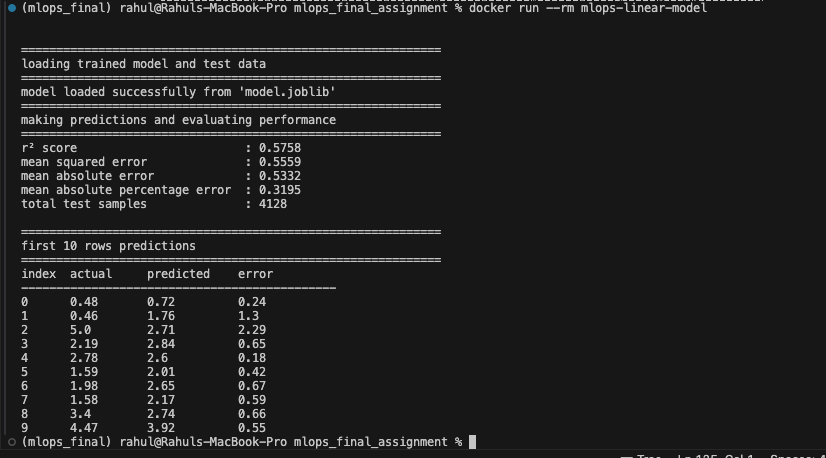 (mlops_final) rahul@Rahuls-MacBook-Pro mlops_final_assignment % docker run --rm mlops-linear-model
============================================================
loading trained model and test data
============================================================
model loaded successfully from 'model.joblib'
============================================================
making predictions and evaluating performance
============================================================
r² score : 0.5758
mean squared error : 0.5559
mean absolute error : 0.5332
mean absolute percentage error : 0.3195
total test samples : 4128
============================================================
first 10 rows predictions
============================================================
index actual predicted error
---------------------------------------------
0 0.48 0.72 0.24
1 0.46 1.76 1.3
2 5.0 2.71 2.29
3 2.19 2.84 0.65
4 2.78 2.6 0.18
5 1.59 2.01 0.42
6 1.98 2.65 0.67
7 1.58 2.17 0.59
8 3.4 2.74 0.66
9 4.47 3.92 0.55
(mlops_final) rahul@Rahuls-MacBook-Pro mlops_final_assignment %